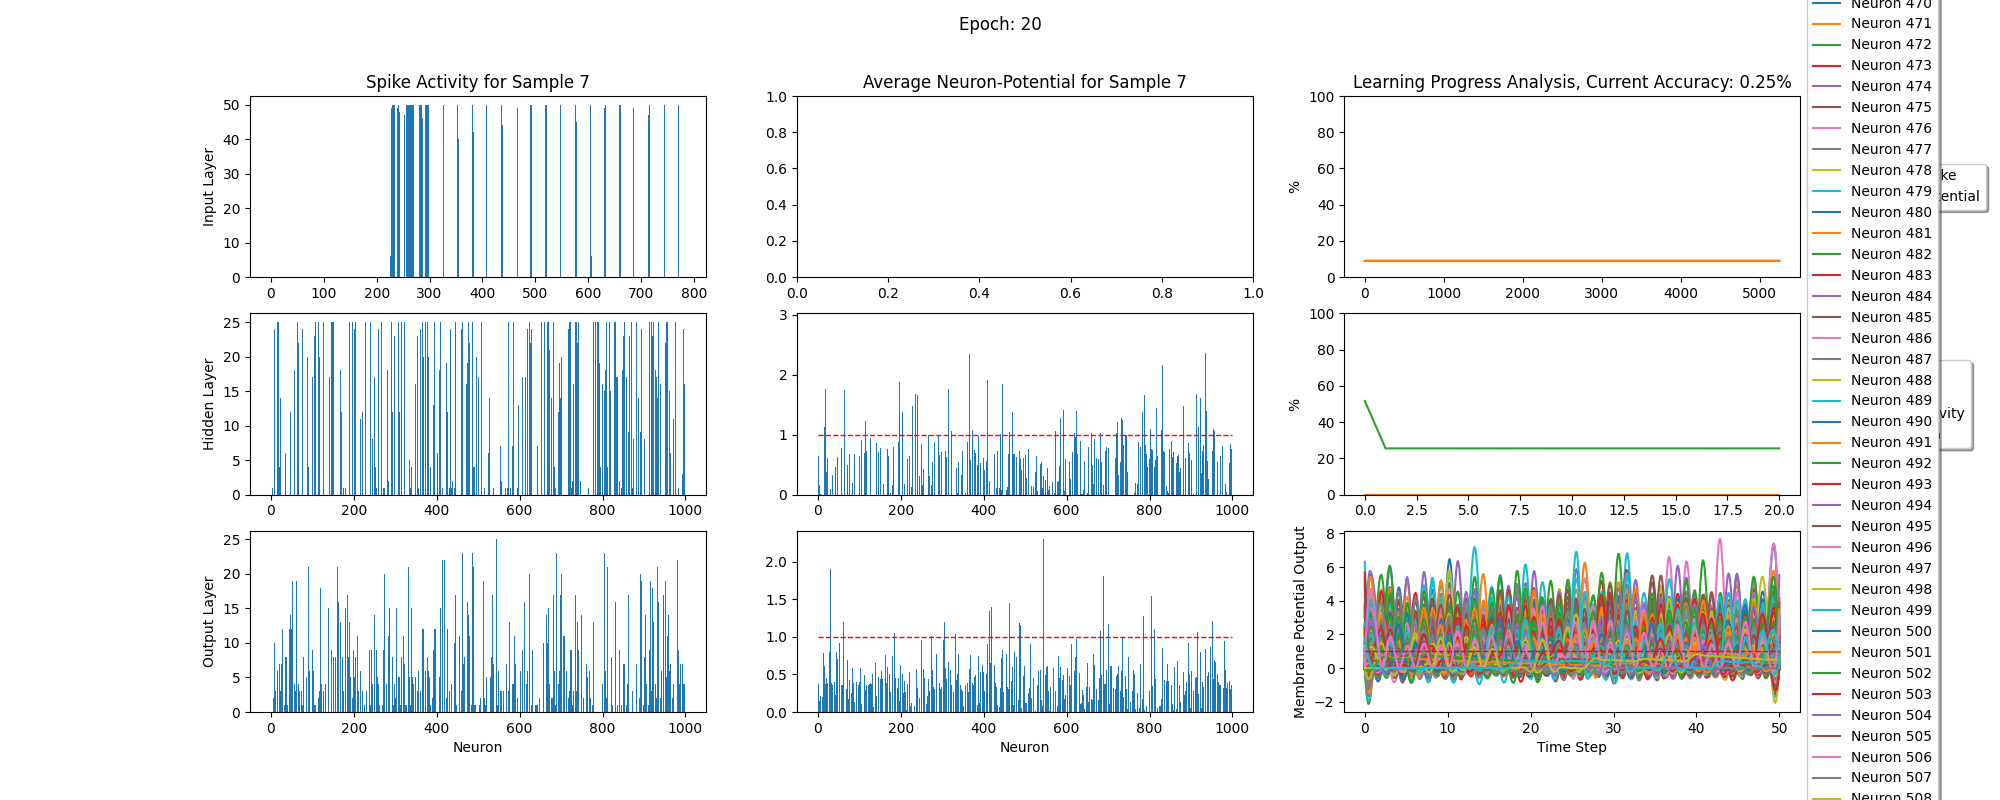 Epoch: 20
Spike Activity for Sample 7
Average Neuron-Potential for Sample 7
Learning Progress Analysis, Current Accuracy: 0.25%
Input Layer
50
40
30
20
10
0
0 100 200 300 400 500 600 700 800
1.0
0.8
0.6
0.4
0.2
0.0
0.0 0.2 0.4 0.6 0.8 1.0
%
100
80
60
40
20
0
0 1000 2000 3000 4000 5000
Hidden Layer
25
20
15
10
5
0
0 200 400 600 800 1000
3
2
1
0
0 200 400 600 800 1000
%
100
80
60
40
20
0
0.0 2.5 5.0 7.5 10.0 12.5 15.0 17.5 20.0
Output Layer
25
20
15
10
5
0
0 200 400 600 800 1000
Neuron
2.0
1.5
1.0
0.5
0.0
0 200 400 600 800 1000
Neuron
Membrane Potential Output
8
6
4
2
0
−2
0 10 20 30 40 50
Time Step
Neuron 470
Neuron 471
Neuron 472
Neuron 473
Neuron 474
Neuron 475
Neuron 476
Neuron 477
Neuron 478
Neuron 479
Neuron 480
Neuron 481
Neuron 482
Neuron 483
Neuron 484
Neuron 485
Neuron 486
Neuron 487
Neuron 488
Neuron 489
Neuron 490
Neuron 491
Neuron 492
Neuron 493
Neuron 494
Neuron 495
Neuron 496
Neuron 497
Neuron 498
Neuron 499
Neuron 500
Neuron 501
Neuron 502
Neuron 503
Neuron 504
Neuron 505
Neuron 506
Neuron 507
Neuron 508